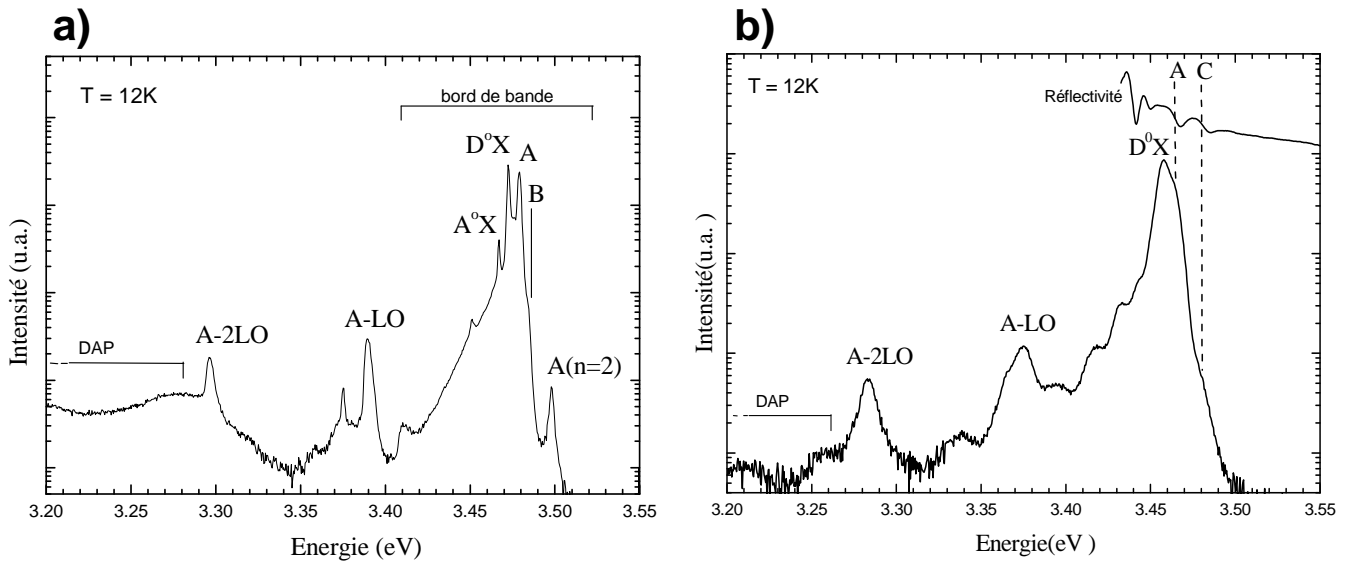 a)
T = 12K
bord de bande
D°X
A
B
A°X
A-LO
A-2LO
DAP
A(n=2)
Intensité (u.a.)
3.20 3.25 3.30 3.35 3.40 3.45 3.50 3.55
Energie (eV)
b)
T = 12K
A C
Réflectivité
D⁰X
A-LO
A-2LO
DAP
Intensité(u.a. )
3.20 3.25 3.30 3.35 3.40 3.45 3.50 3.55
Energie(eV )